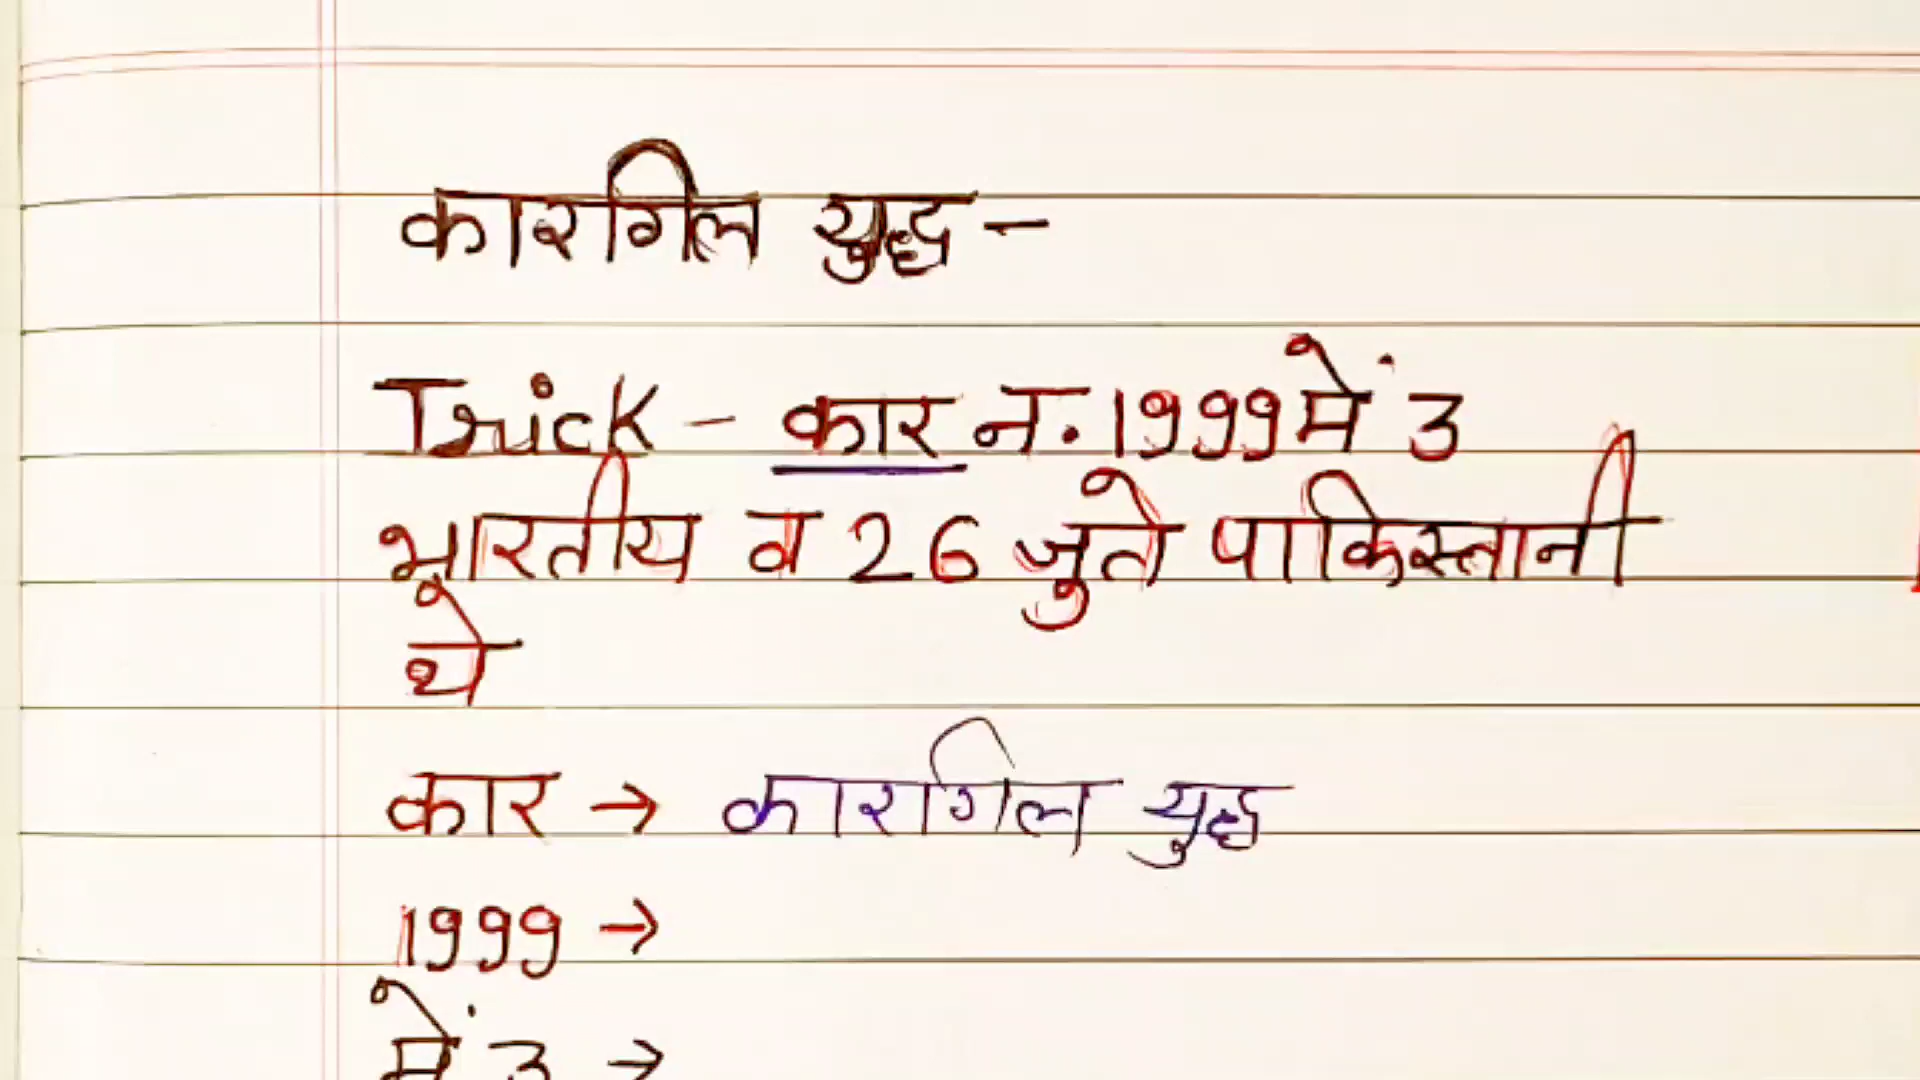 कारगिल युद्ध -
Trick - कार न. 1999 में 3
भारतीय व 26 जुते पाकिस्तानी
थे
कार → कारगिल युद्ध
1999 →
में 3 →